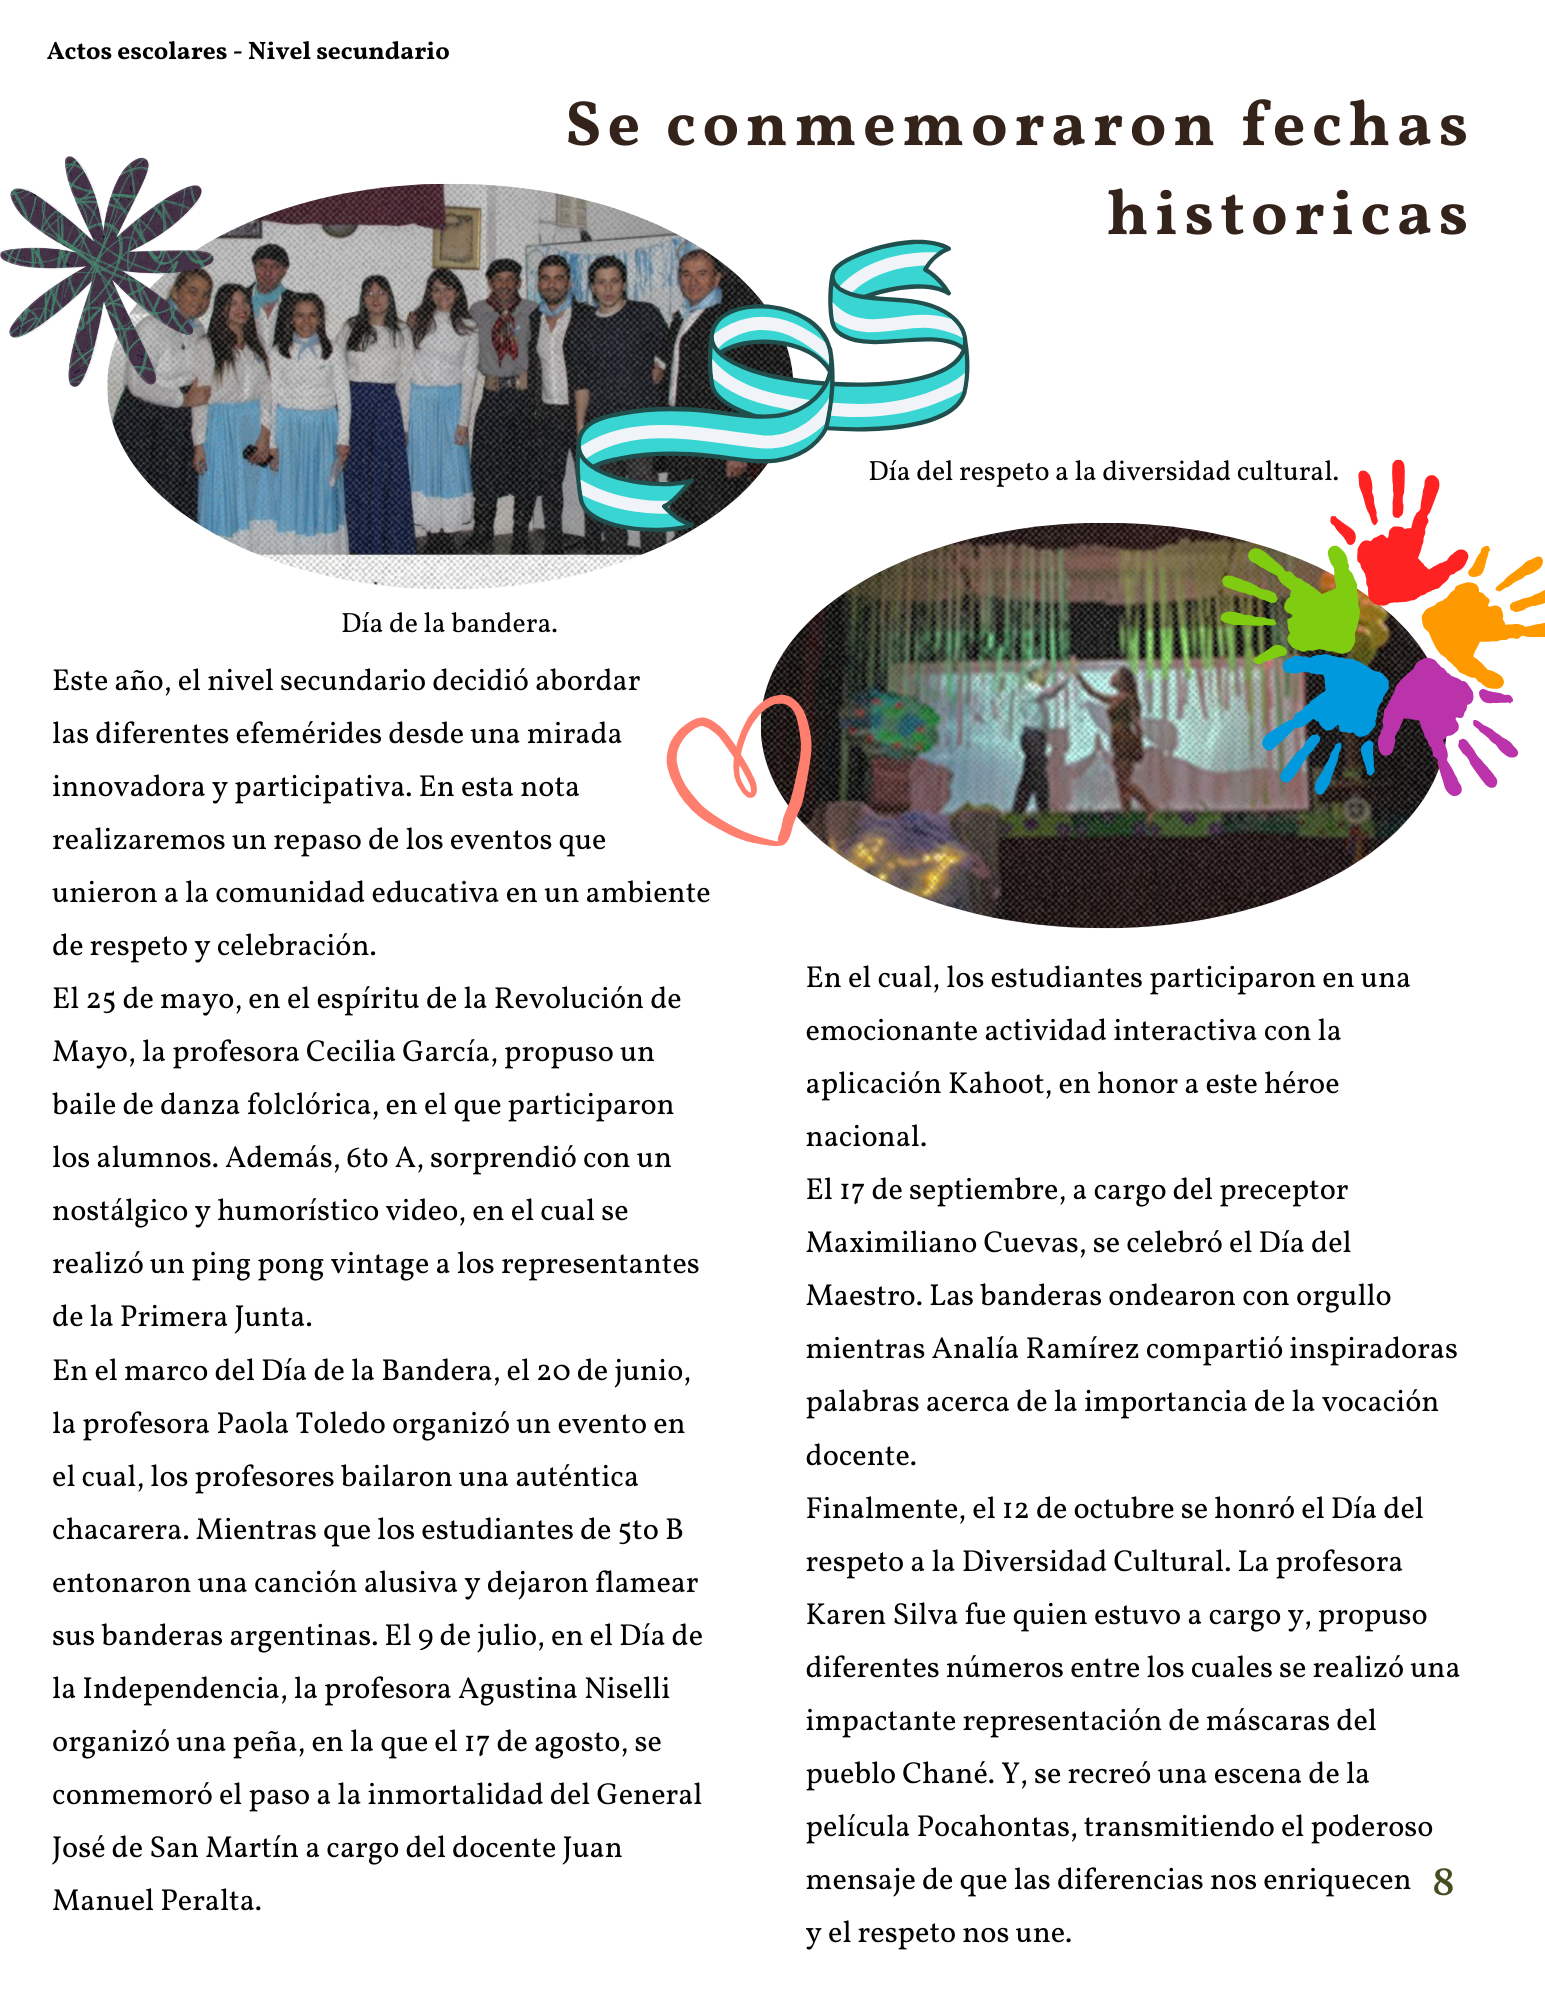 Actos escolares - Nivel secundario
Se conmemoraron fechas
historicas
Día de la bandera.
Este año, el nivel secundario decidió abordar
las diferentes efemérides desde una mirada
innovadora y participativa. En esta nota
realizaremos un repaso de los eventos que
unieron a la comunidad educativa en un ambiente
de respeto y celebración.
El 25 de mayo, en el espíritu de la Revolución de
Mayo, la profesora Cecilia García, propuso un
baile de danza folclórica, en el que participaron
los alumnos. Además, 6to A, sorprendió con un
nostálgico y humorístico video, en el cual se
realizó un ping pong vintage a los representantes
de la Primera Junta.
En el marco del Día de la Bandera, el 20 de junio,
la profesora Paola Toledo organizó un evento en
el cual, los profesores bailaron una auténtica
chacarera. Mientras que los estudiantes de 5to B
entonaron una canción alusiva y dejaron flamear
sus banderas argentinas. El 9 de julio, en el Día de
la Independencia, la profesora Agustina Niselli
organizó una peña, en la que el 17 de agosto, se
conmemoró el paso a la inmortalidad del General
José de San Martín a cargo del docente Juan
Manuel Peralta.
Día del respeto a la diversidad cultural.
En el cual, los estudiantes participaron en una
emocionante actividad interactiva con la
aplicación Kahoot, en honor a este héroe
nacional.
El 17 de septiembre, a cargo del preceptor
Maximiliano Cuevas, se celebró el Día del
Maestro. Las banderas ondearon con orgullo
mientras Analía Ramírez compartió inspiradoras
palabras acerca de la importancia de la vocación
docente.
Finalmente, el 12 de octubre se honró el Día del
respeto a la Diversidad Cultural. La profesora
Karen Silva fue quien estuvo a cargo y, propuso
diferentes números entre los cuales se realizó una
impactante representación de máscaras del
pueblo Chané. Y, se recreó una escena de la
película Pocahontas, transmitiendo el poderoso
mensaje de que las diferencias nos enriquecen
y el respeto nos une.
8